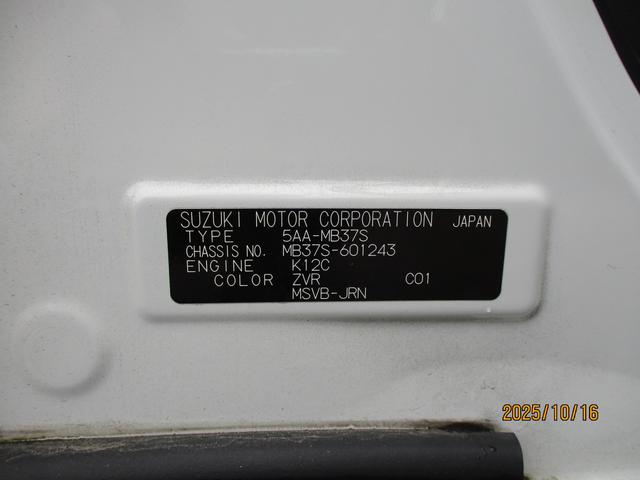 SUZUKI MOTOR CORPORATION JAPAN
TYPE 5AA-MB37S
CHASSIS NO. MB37S-601243
ENGINE K12C
COLOR ZVR C01
MSVB-JRN
2025/10/16